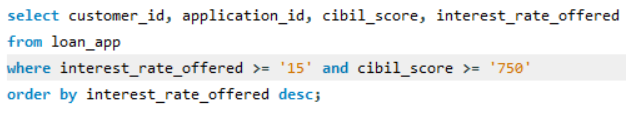 select customer_id, application_id, cibil_score, interest_rate_offered
from loan_app
where interest_rate_offered >= '15' and cibil_score >= '750'
order by interest_rate_offered desc;